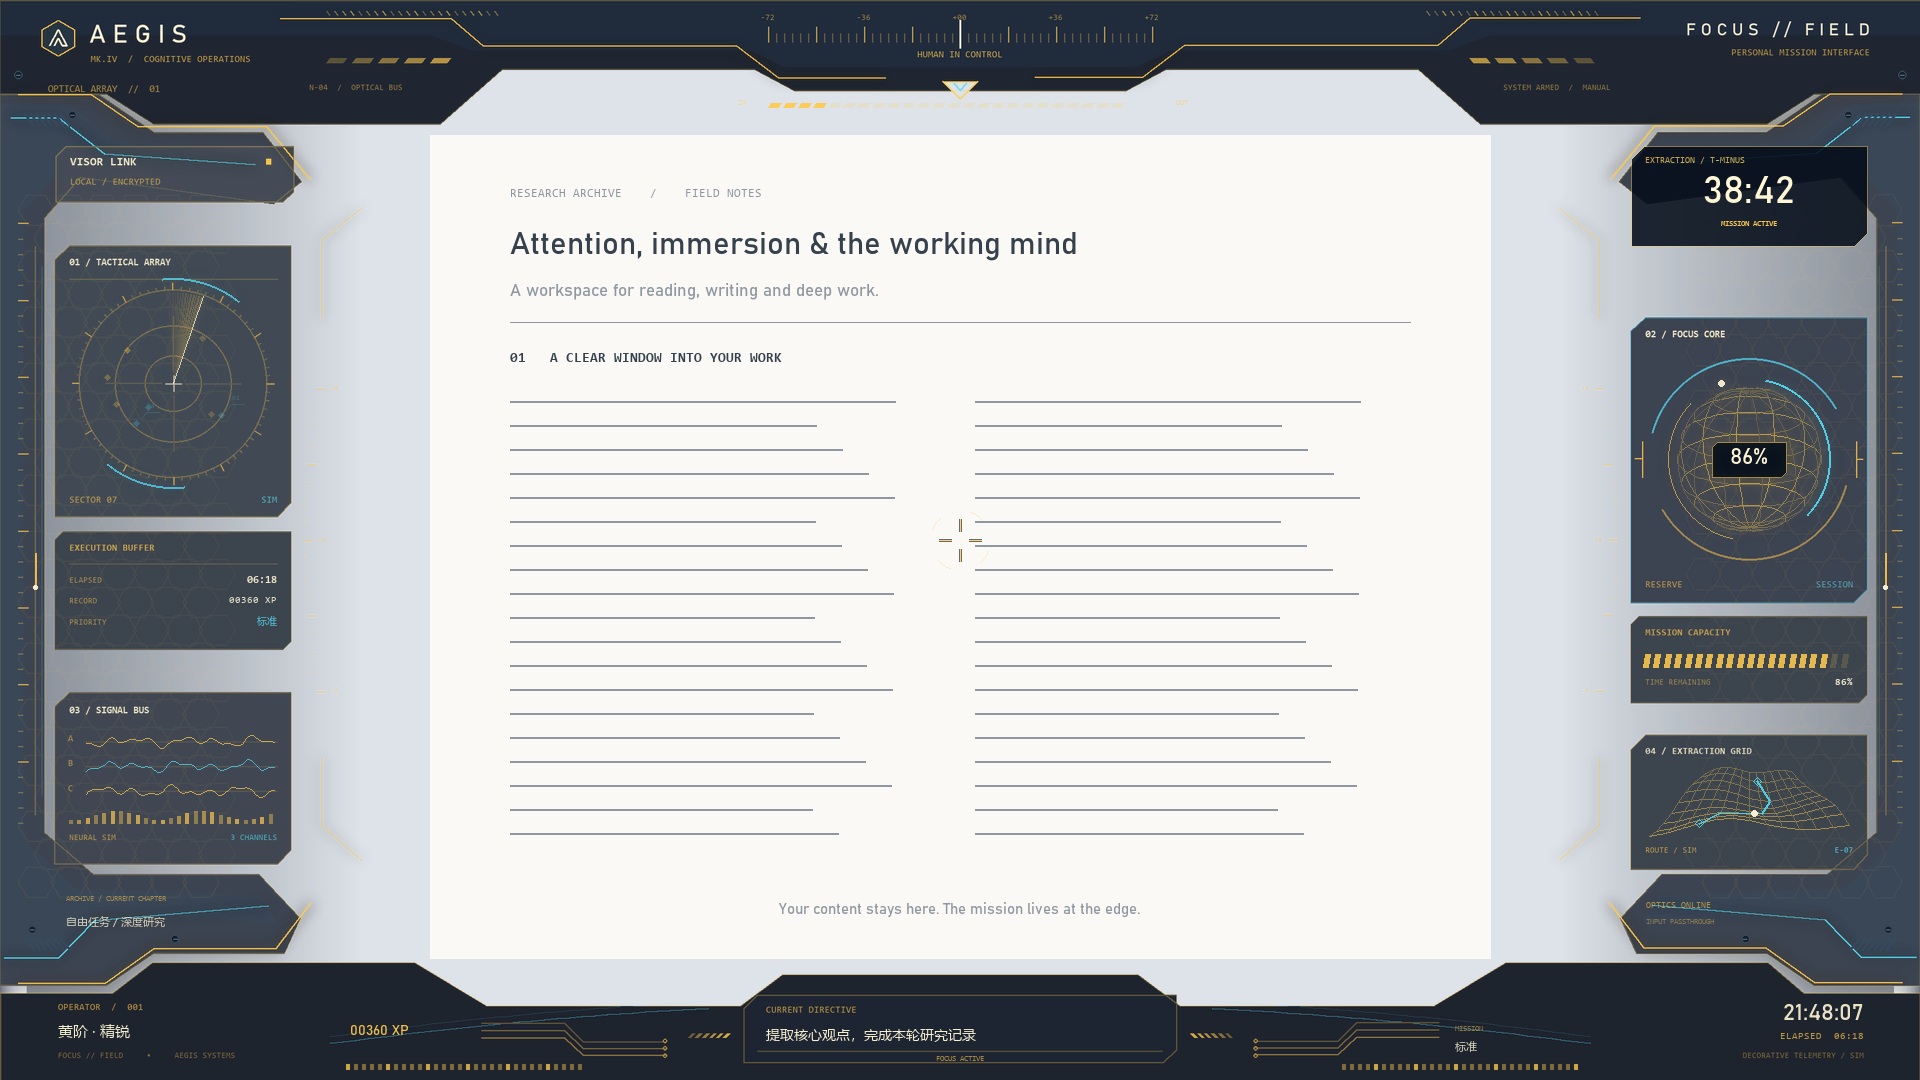 AEGIS
MK.IV / COGNITIVE OPERATIONS
OPTICAL ARRAY // 01
N-04 / OPTICAL BUS
-72 -36 +00 +36 +72
HUMAN IN CONTROL
FOCUS // FIELD
PERSONAL MISSION INTERFACE
SYSTEM ARMED / MANUAL
OUT
VISOR LINK
LOCAL / ENCRYPTED
01 / TACTICAL ARRAY
SECTOR 07 SIM
EXECUTION BUFFER
ELAPSED 06:18
RECORD 00360 XP
PRIORITY 标准
03 / SIGNAL BUS
A
B
C
NEURAL SIM 3 CHANNELS
ARCHIVE / CURRENT CHAPTER
自由任务 / 深度研究
RESEARCH ARCHIVE / FIELD NOTES
Attention, immersion & the working mind
A workspace for reading, writing and deep work.
01 A CLEAR WINDOW INTO YOUR WORK
Your content stays here. The mission lives at the edge.
EXTRACTION / T-MINUS
38:42
MISSION ACTIVE
02 / FOCUS CORE
86%
RESERVE SESSION
MISSION CAPACITY
TIME REMAINING 86%
04 / EXTRACTION GRID
ROUTE / SIM E-07
OPTICS ONLINE
INPUT PASSTHROUGH
OPERATOR / 001
黄阶 · 精锐
FOCUS // FIELD • AEGIS SYSTEMS
00360 XP
CURRENT DIRECTIVE
提取核心观点，完成本轮研究记录
FOCUS ACTIVE
MISSION
标准
21:48:07
ELAPSED 06:18
DECORATIVE TELEMETRY / SIM